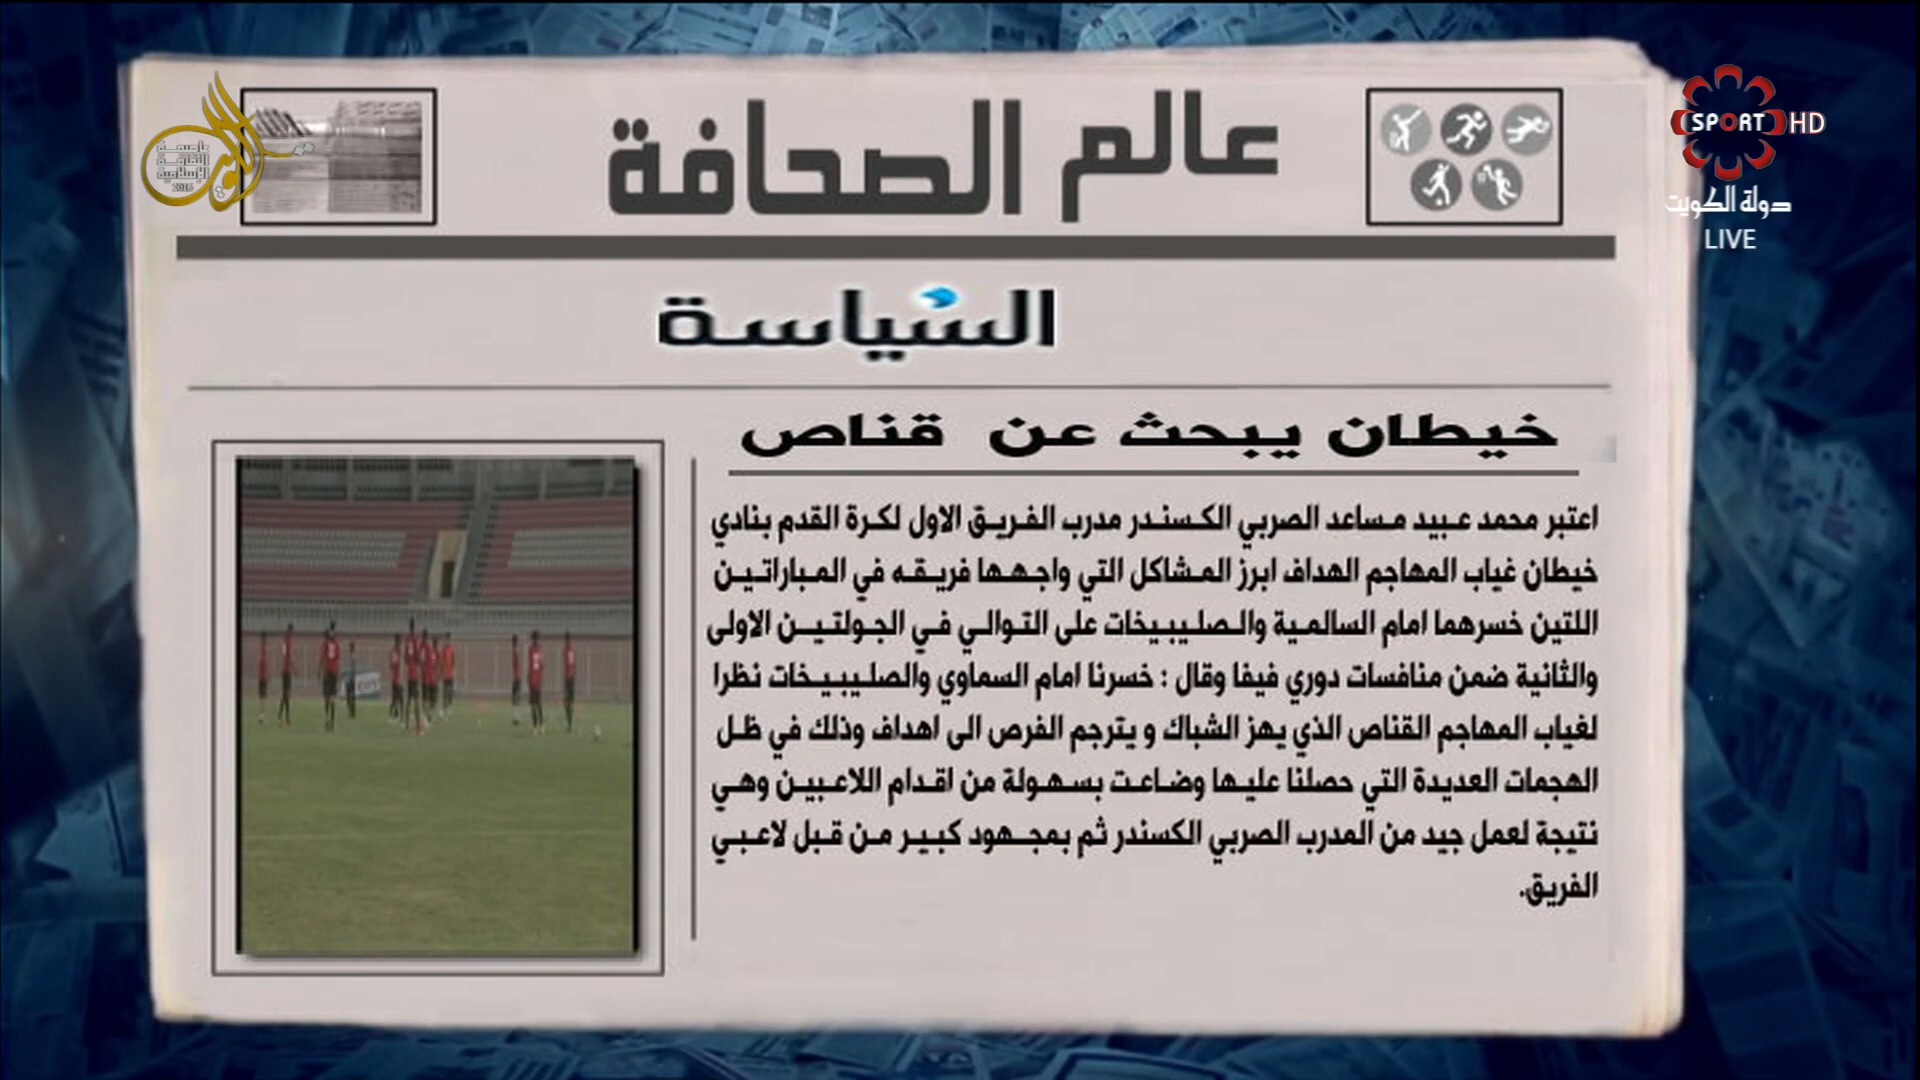 عالم الصحافة
SPORT HD
دولة الكويت
LIVE
عاصمة
الثقافة
الإسلامية
2016
السياسة
خيطان يبحث عن قناص
اعتبر محمد عبيد مساعد الصربي الكسندر مدرب الفريق الاول لكرة القدم بنادي
خيطان غياب المهاجم الهداف ابرز المشاكل التي واجهها فريقه في المباراتين
اللتين خسرهما امام السالمية والصليبيخات على التوالي في الجولتين الاولى
والثانية ضمن منافسات دوري فيفا وقال : خسرنا امام السماوي والصليبيخات نظرا
لغياب المهاجم القناص الذي يهز الشباك و يترجم الفرص الى اهداف وذلك في ظل
الهجمات العديدة التي حصلنا عليها وضاعت بسهولة من اقدام اللاعبين وهي
نتيجة لعمل جيد من المدرب الصربي الكسندر ثم بمجهود كبير من قبل لاعبي
الفريق.